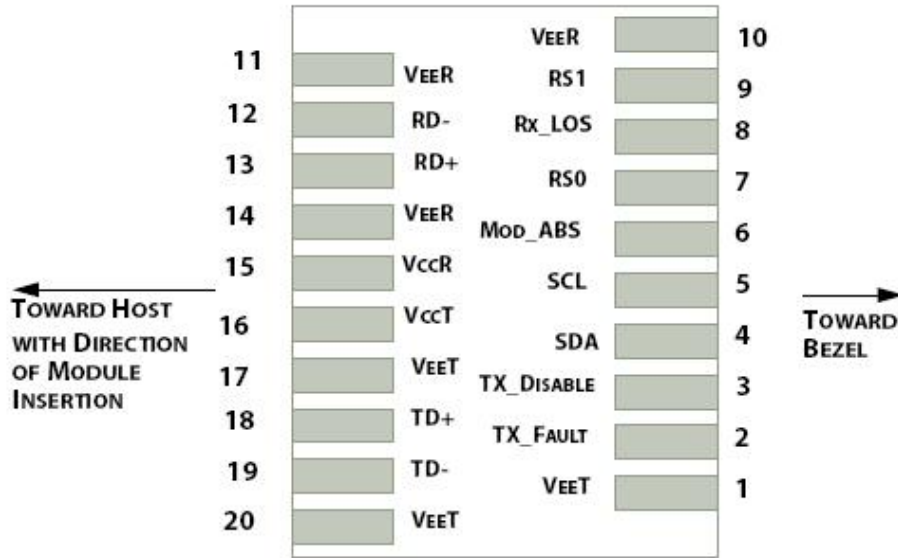 VEER 10
11 VEER
RS1 9
12 RD-
Rx_LOS 8
13 RD+
RS0 7
14 VEER
MOD_ABS 6
15 VCCR
SCL 5
TOWARD HOST
WITH DIRECTION
OF MODULE
INSERTION
TOWARD
BEZEL
16 VCCT
SDA 4
17 VEET
TX_DISABLE 3
18 TD+
TX_FAULT 2
19 TD-
VEET 1
20 VEET